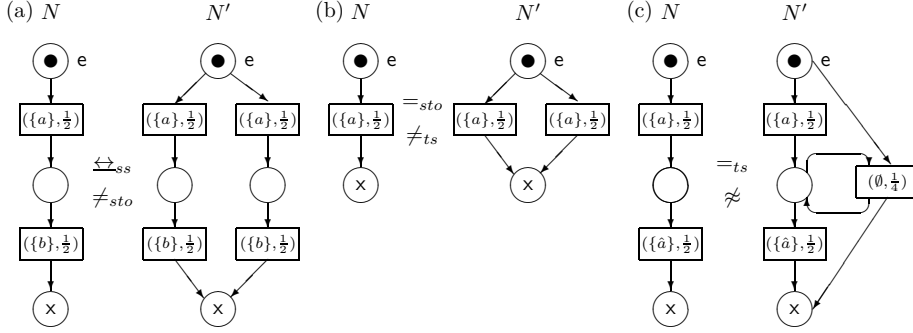 (a) N N′ (b) N N′ (c) N N′
e e e e e e
({a},½) ({a},½) ({a},½) ({a},½) =sto ({a},½) ({a},½) ({a},½) ({a},½)
≠ts
↔ss =ts (∅,¼)
≠sto x x ≉
({b},½) ({b},½) ({b},½) ({â},½) ({â},½)
x x x x